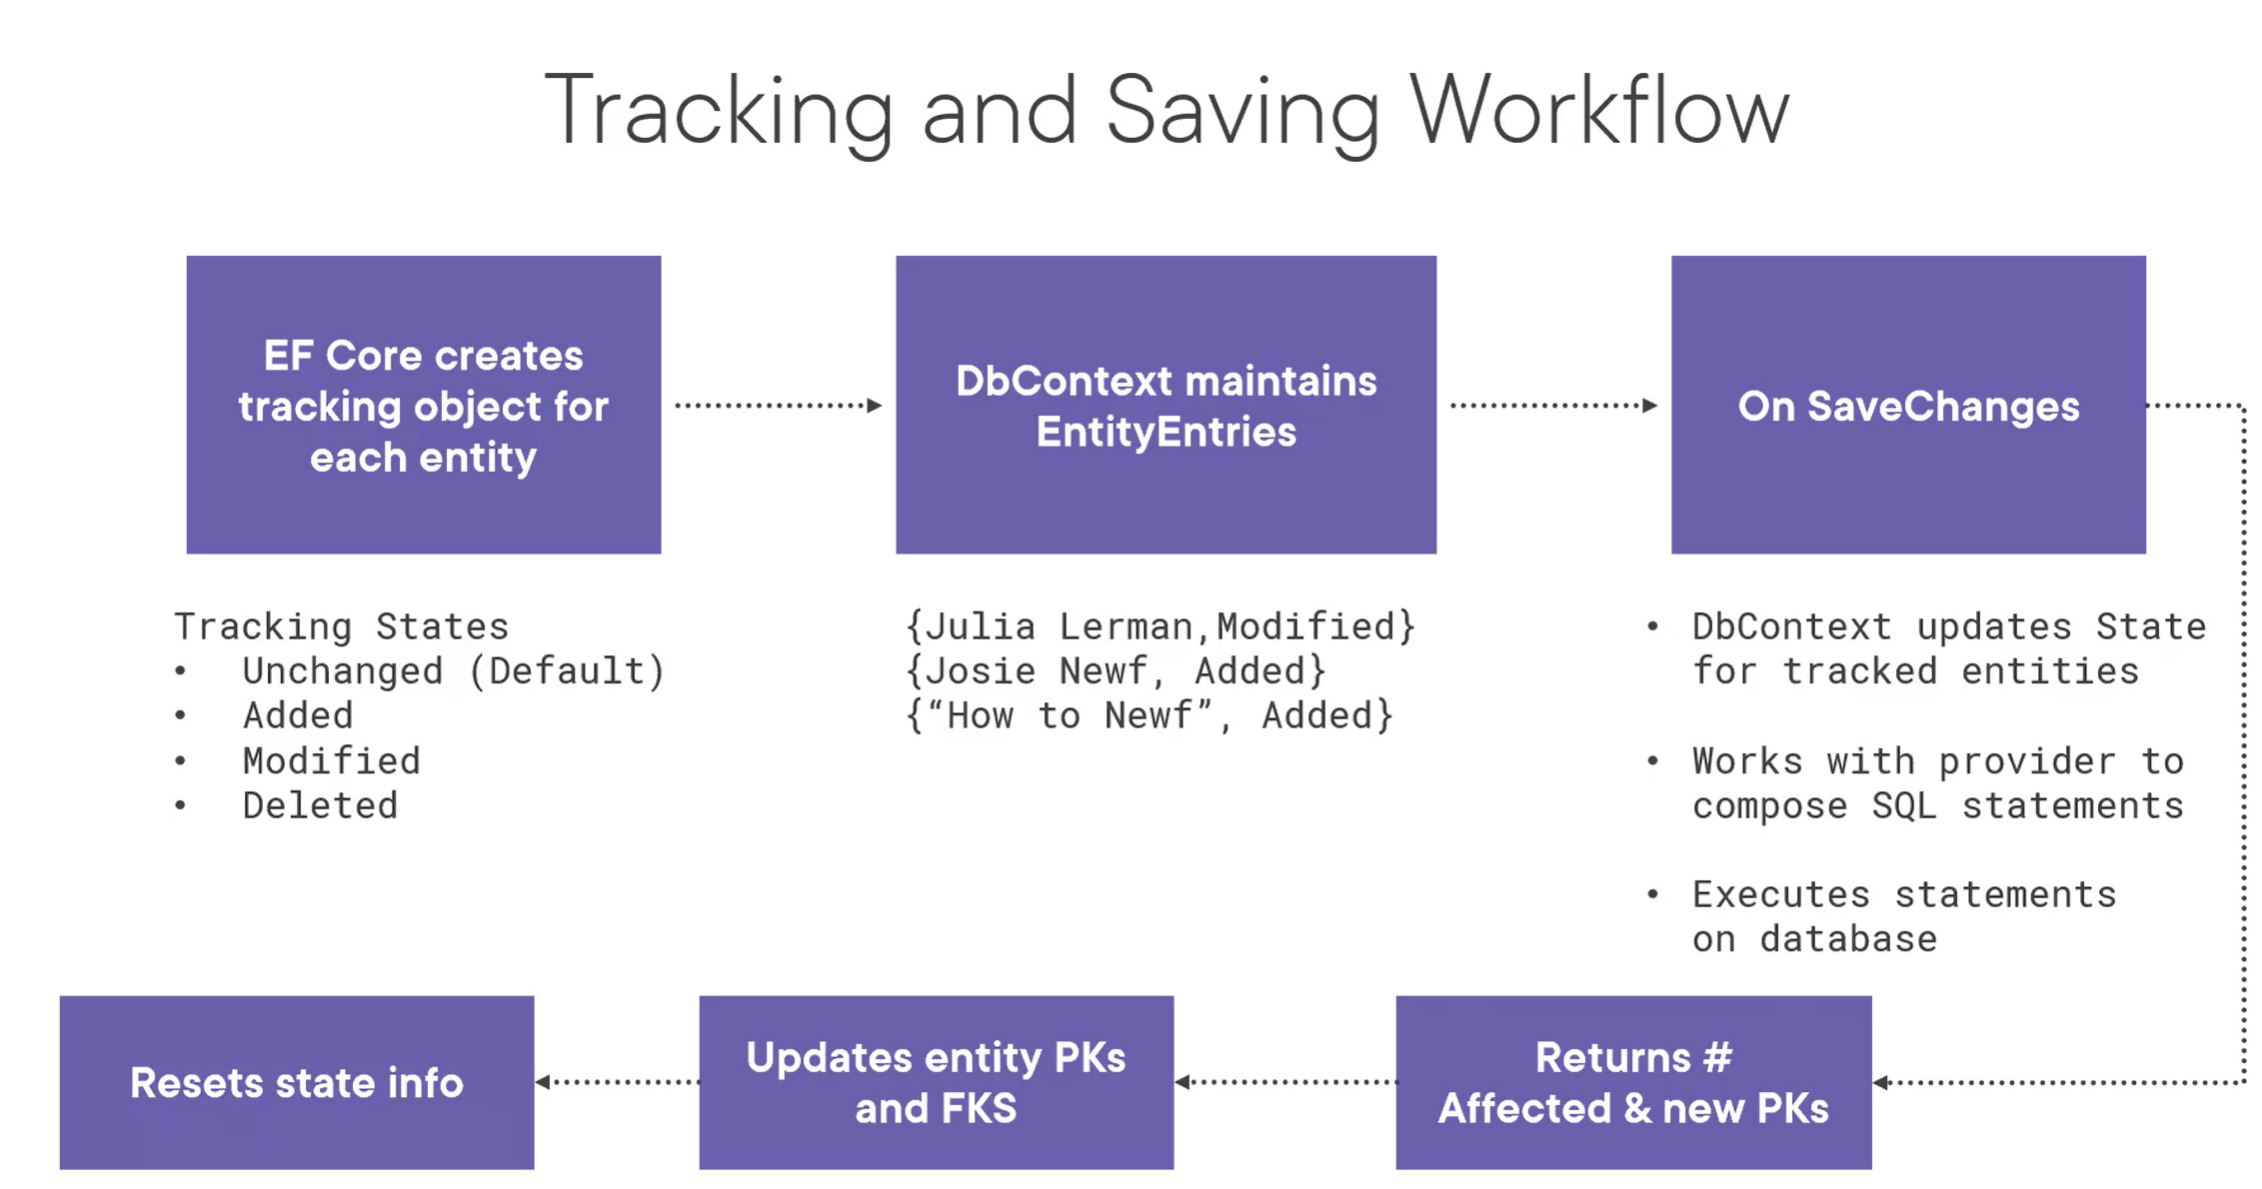 Tracking and Saving Workflow
EF Core creates
tracking object for
each entity
DbContext maintains
EntityEntries
On SaveChanges
Tracking States
• Unchanged (Default)
• Added
• Modified
• Deleted
{Julia Lerman,Modified}
{Josie Newf, Added}
{“How to Newf”, Added}
• DbContext updates State
for tracked entities
• Works with provider to
compose SQL statements
• Executes statements
on database
Resets state info
Updates entity PKs
and FKS
Returns #
Affected & new PKs